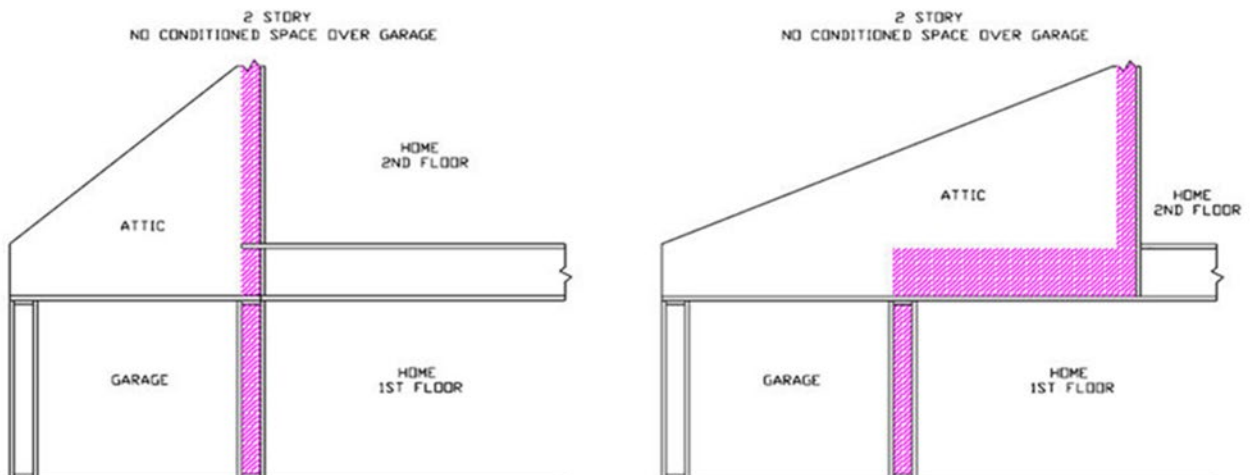 2 STORY
NO CONDITIONED SPACE OVER GARAGE
HOME
2ND FLOOR
ATTIC
GARAGE
HOME
1ST FLOOR
2 STORY
NO CONDITIONED SPACE OVER GARAGE
ATTIC
HOME
2ND FLOOR
GARAGE
HOME
1ST FLOOR